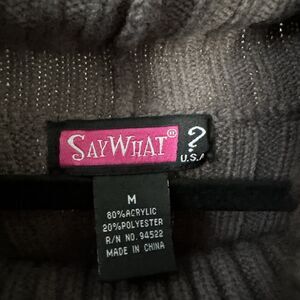 SAYWHAT® ?
U.S.A
M
80%ACRYLIC
20%POLYESTER
R/N NO. 94522
MADE IN CHINA